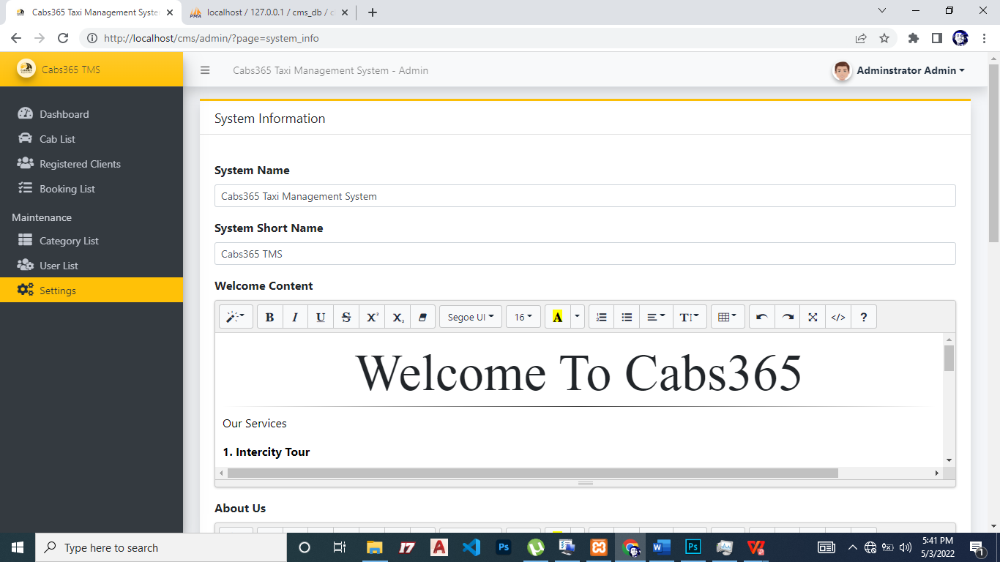 Cabs365 Taxi Management Syste
localhost / 127.0.0.1 / cms_db / c
http://localhost/cms/admin/?page=system_info
Cabs365 TMS
Cabs365 Taxi Management System - Admin
Adminstrator Admin
Dashboard
Cab List
Registered Clients
Booking List
Maintenance
Category List
User List
Settings
System Information
System Name
Cabs365 Taxi Management System
System Short Name
Cabs365 TMS
Welcome Content
B I U S X² X₂ Segoe UI 16 A </> ?
Welcome To Cabs365
Our Services
1. Intercity Tour
About Us
Type here to search
5:41 PM
5/3/2022
1